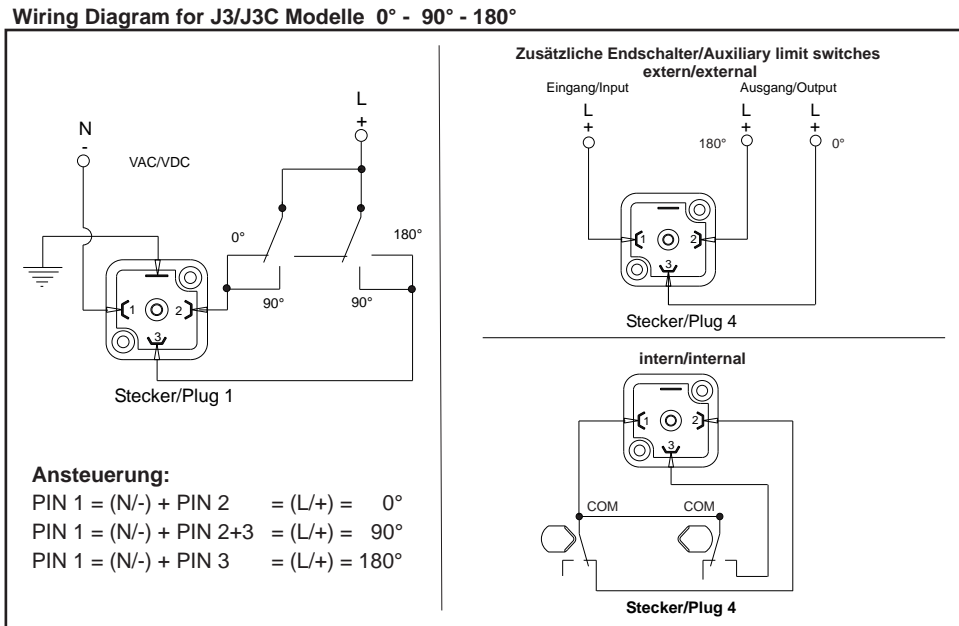 Wiring Diagram for J3/J3C Modelle 0° - 90° - 180°
L
+
N
-
VAC/VDC
0°
180°
90°
90°
1
2
3
Stecker/Plug 1
Ansteuerung:
PIN 1 = (N/-) + PIN 2 = (L/+) = 0°
PIN 1 = (N/-) + PIN 2+3 = (L/+) = 90°
PIN 1 = (N/-) + PIN 3 = (L/+) = 180°
Zusätzliche Endschalter/Auxiliary limit switches
extern/external
Eingang/Input
Ausgang/Output
L
+
L
+
L
+
180°
0°
1
2
3
Stecker/Plug 4
intern/internal
1
2
3
COM
COM
Stecker/Plug 4